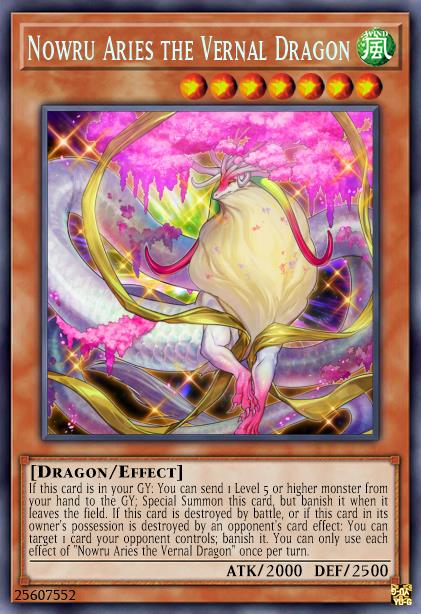 Nowru Aries the Vernal Dragon
WIND
風
[Dragon/Effect]
If this card is in your GY: You can send 1 Level 5 or higher monster from
your hand to the GY; Special Summon this card, but banish it when it
leaves the field. If this card is destroyed by battle, or if this card in its
owner's possession is destroyed by an opponent's card effect: You can
target 1 card your opponent controls; banish it. You can only use each
effect of "Nowru Aries the Vernal Dragon" once per turn.
ATK/2000 DEF/2500
25607552